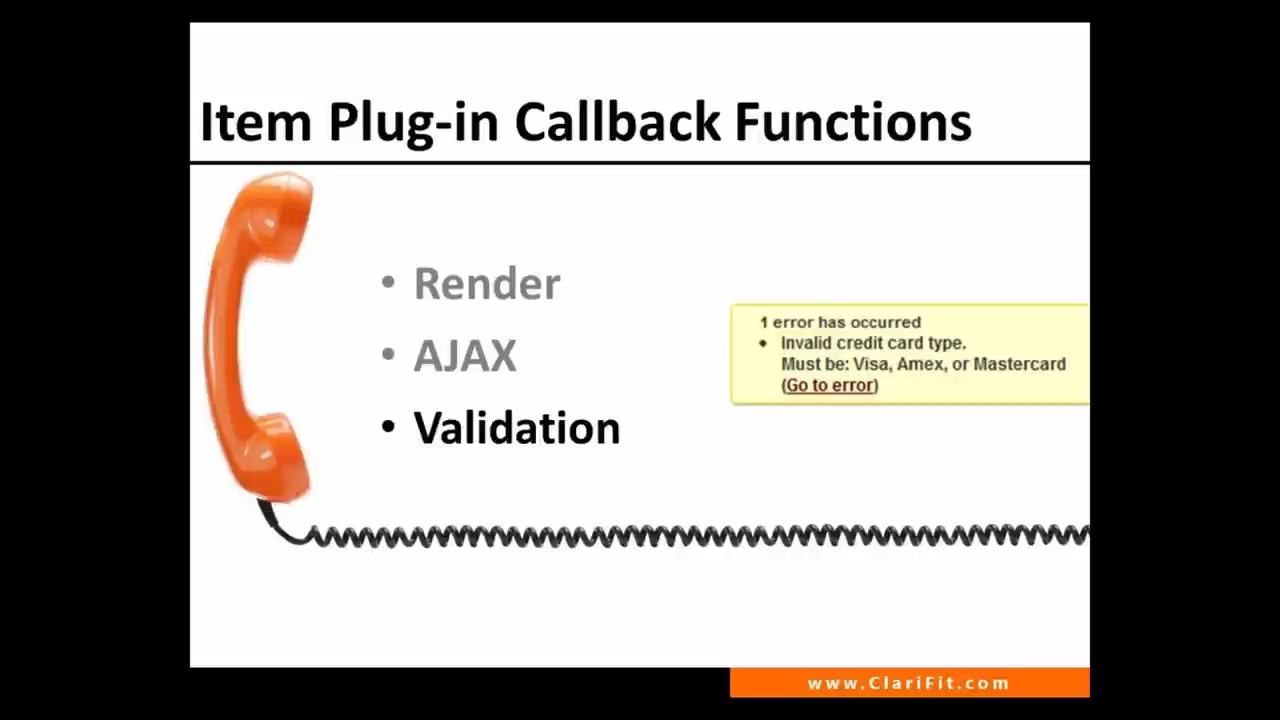 Item Plug-in Callback Functions
• Render
• AJAX
• Validation
1 error has occurred
• Invalid credit card type.
Must be: Visa, Amex, or Mastercard
(Go to error)
www.ClariFit.com